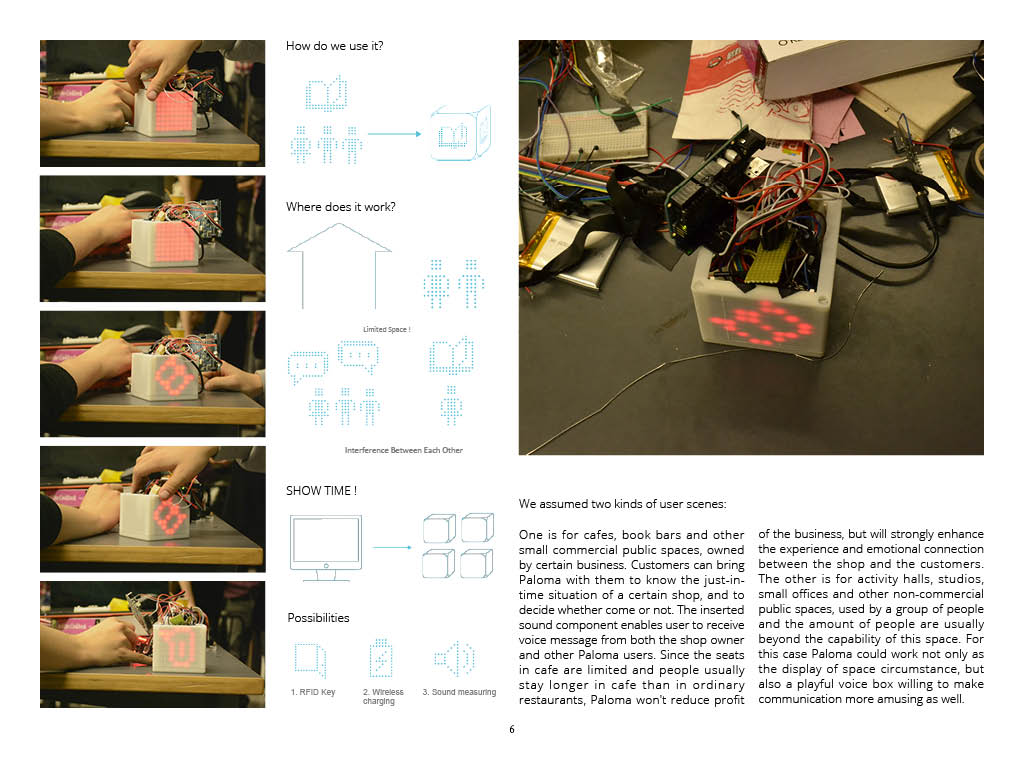 How do we use it?
Where does it work?
Limited Space !
Interference Between Each Other
SHOW TIME !
Possibilities
1. RFID Key
2. Wireless
charging
3. Sound measuring
We assumed two kinds of user scenes:
One is for cafes, book bars and other
small commercial public spaces, owned
by certain business. Customers can bring
Paloma with them to know the just-in-
time situation of a certain shop, and to
decide whether come or not. The inserted
sound component enables user to receive
voice message from both the shop owner
and other Paloma users. Since the seats
in cafe are limited and people usually
stay longer in cafe than in ordinary
restaurants, Paloma won't reduce profit
of the business, but will strongly enhance
the experience and emotional connection
between the shop and the customers.
The other is for activity halls, studios,
small offices and other non-commercial
public spaces, used by a group of people
and the amount of people are usually
beyond the capability of this space. For
this case Paloma could work not only as
the display of space circumstance, but
also a playful voice box willing to make
communication more amusing as well.
6